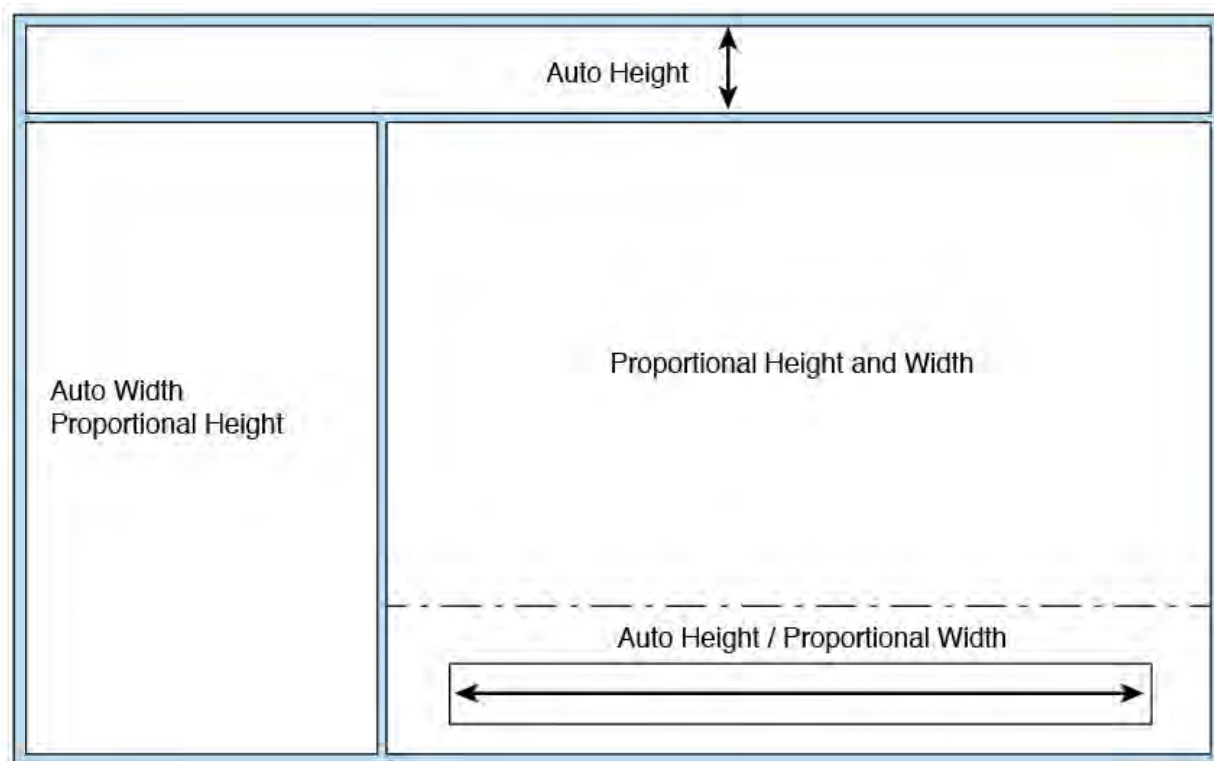 Auto Height
Auto Width
Proportional Height
Proportional Height and Width
Auto Height / Proportional Width